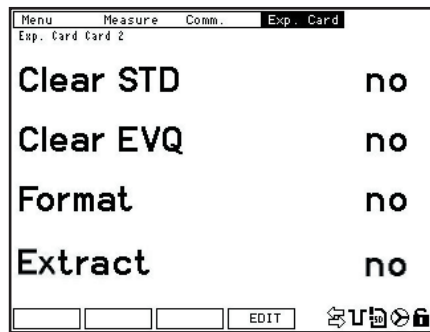 Menu Measure Comm. Exp. Card
Exp. Card Card 2
Clear STD no
Clear EVQ no
Format no
Extract no
EDIT SD